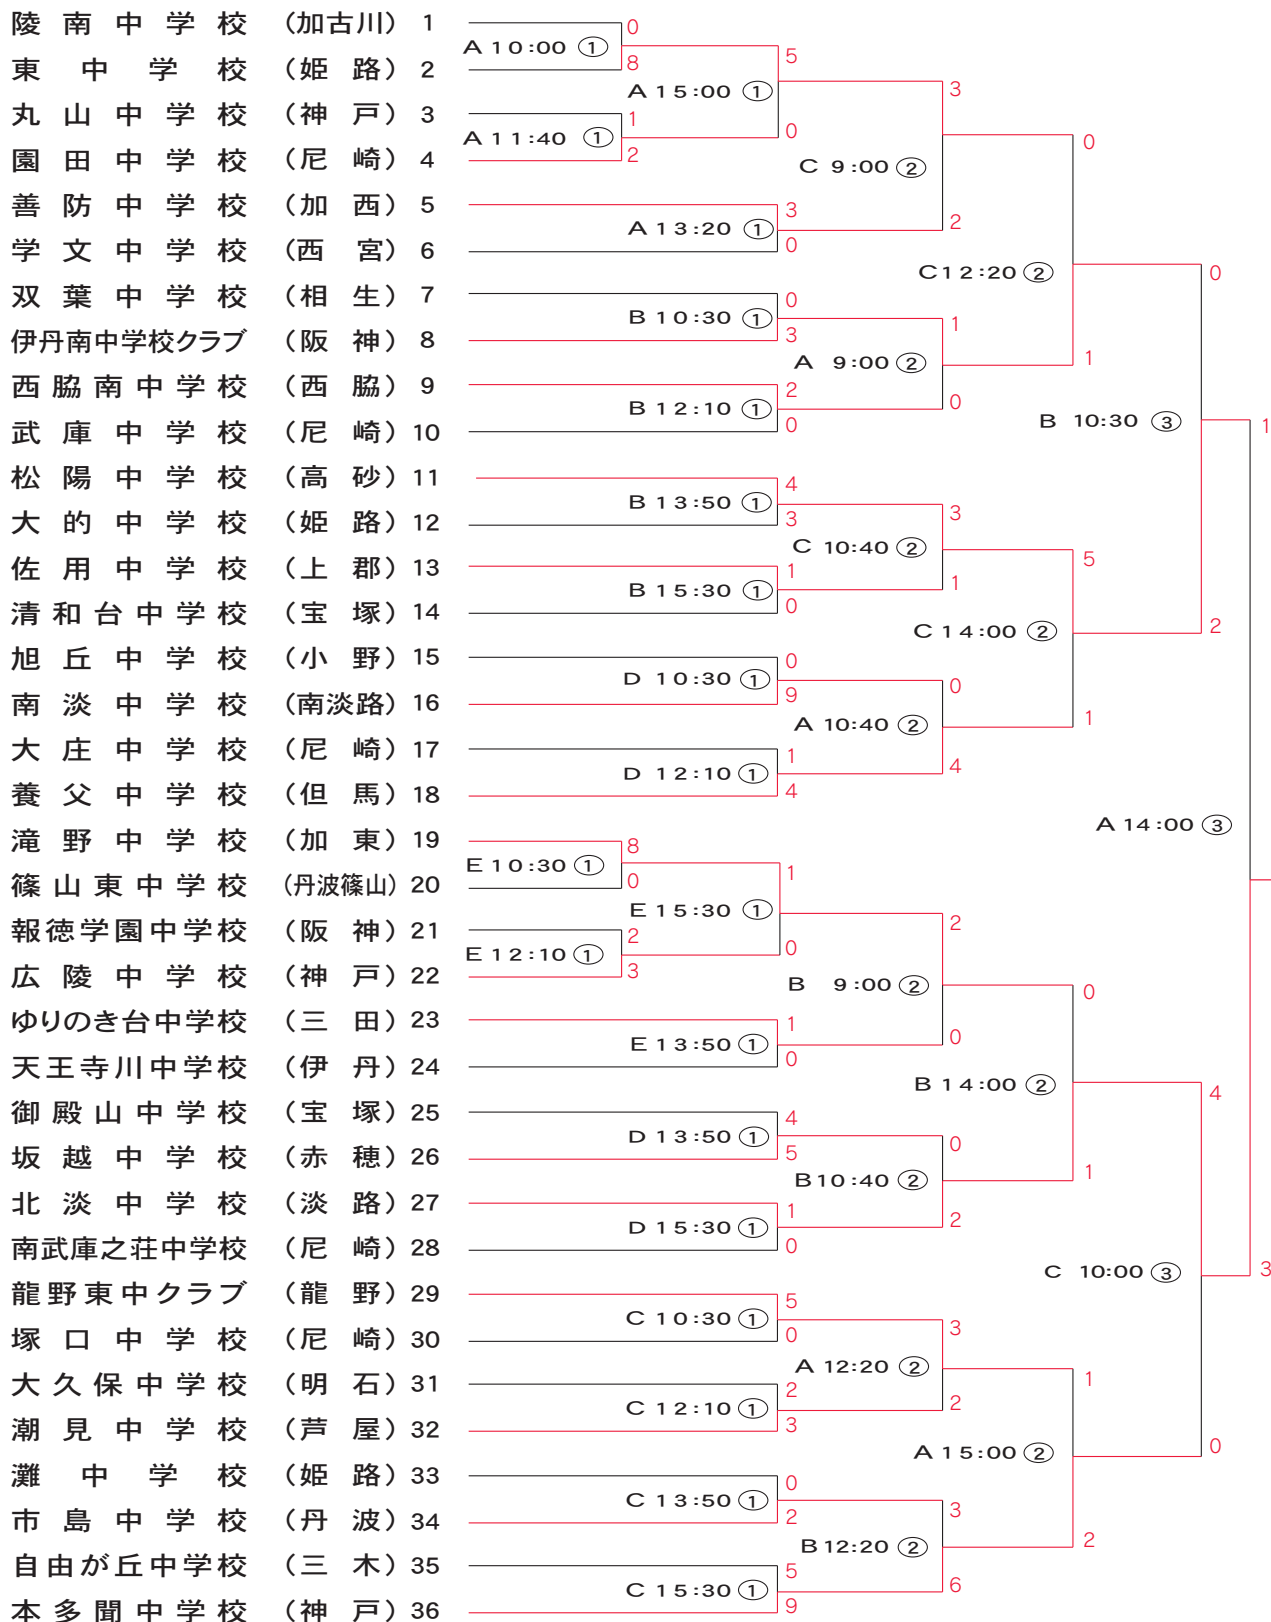 陵南中学校 （加古川） 1
東中学校 （姫路） 2
丸山中学校 （神戸） 3
園田中学校 （尼崎） 4
善防中学校 （加西） 5
学文中学校 （西宮） 6
双葉中学校 （相生） 7
伊丹南中学校クラブ （阪神） 8
西脇南中学校 （西脇） 9
武庫中学校 （尼崎） 10
松陽中学校 （高砂） 11
大的中学校 （姫路） 12
佐用中学校 （上郡） 13
清和台中学校 （宝塚） 14
旭丘中学校 （小野） 15
南淡中学校 （南淡路） 16
大庄中学校 （尼崎） 17
養父中学校 （但馬） 18
滝野中学校 （加東） 19
篠山東中学校 （丹波篠山） 20
報徳学園中学校 （阪神） 21
広陵中学校 （神戸） 22
ゆりのき台中学校 （三田） 23
天王寺川中学校 （伊丹） 24
御殿山中学校 （宝塚） 25
坂越中学校 （赤穂） 26
北淡中学校 （淡路） 27
南武庫之荘中学校 （尼崎） 28
龍野東中クラブ （龍野） 29
塚口中学校 （尼崎） 30
大久保中学校 （明石） 31
潮見中学校 （芦屋） 32
灘中学校 （姫路） 33
市島中学校 （丹波） 34
自由が丘中学校 （三木） 35
本多聞中学校 （神戸） 36
0
A 10:00 ①
8
1
A 11:40 ①
2
8
E 10:30 ①
0
2
E 12:10 ①
3
5
A 15:00 ①
0
3
A 13:20 ①
0
0
B 10:30 ①
3
2
B 12:10 ①
0
4
B 13:50 ①
3
1
B 15:30 ①
0
0
D 10:30 ①
9
1
D 12:10 ①
4
1
E 15:30 ①
0
1
E 13:50 ①
0
4
D 13:50 ①
5
1
D 15:30 ①
0
5
C 10:30 ①
0
2
C 12:10 ①
3
0
C 13:50 ①
2
5
C 15:30 ①
9
3
C 9:00 ②
2
1
A 9:00 ②
0
3
C 10:40 ②
1
0
A 10:40 ②
4
2
B 9:00 ②
0
0
B 10:40 ②
2
3
A 12:20 ②
2
3
B 12:20 ②
6
0
C 12:20 ②
1
5
C 14:00 ②
1
0
B 14:00 ②
1
1
A 15:00 ②
2
0
B 10:30 ③
2
4
C 10:00 ③
0
1
A 14:00 ③
3